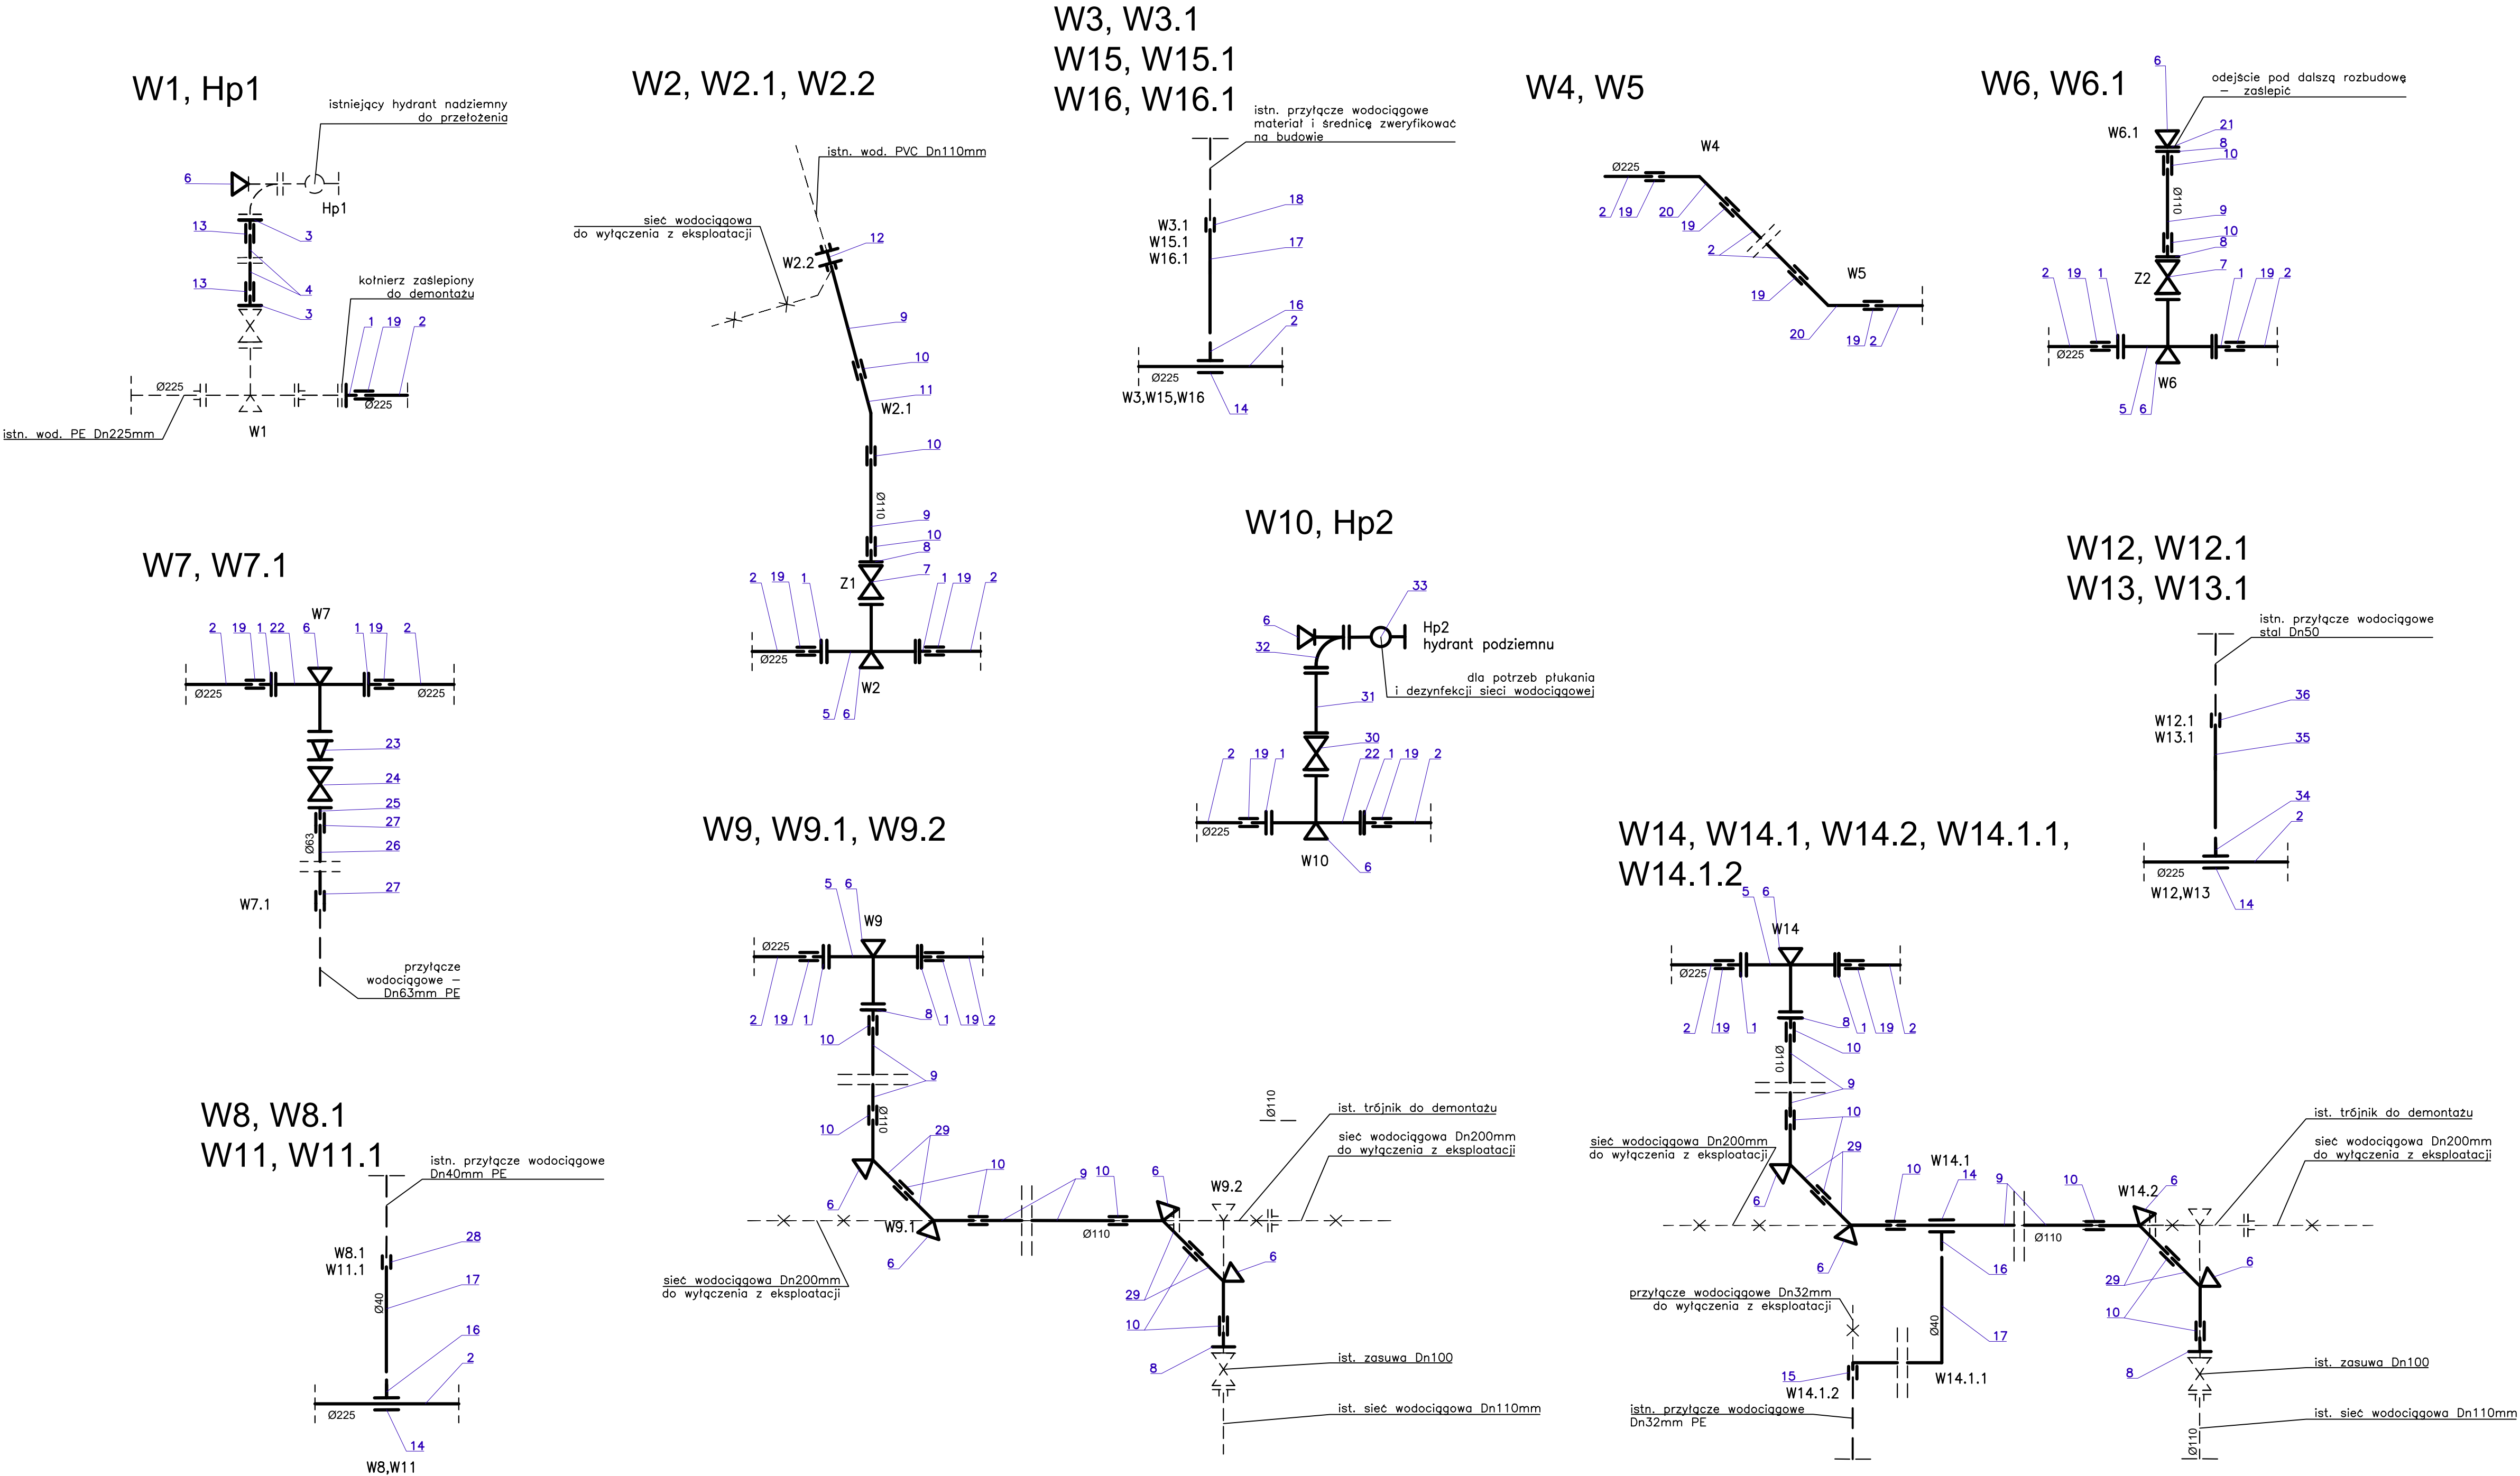 W1, Hp1
istniejący hydrant nadziemny
do przełożenia
6
Hp1
13
3
4
13
3
kołnierz zaślepiony
do demontażu
1 19 2
Ø225
Ø225
W1
istn. wod. PE Dn225mm
W2, W2.1, W2.2
istn. wod. PVC Dn110mm
sieć wodociągowa
do wyłączenia z eksploatacji
12
W2.2
9
10
11
W2.1
10
Ø110
9
10
8
7
Z1
2 19 1
1 19 2
Ø225
W2
5 6
W3, W3.1
W15, W15.1
W16, W16.1
istn. przyłącze wodociągowe
materiał i średnicę zweryfikować
na budowie
18
W3.1
W15.1
W16.1
17
16
2
Ø225
W3,W15,W16
14
W4, W5
W4
Ø225
2 19 20
19
2
W5
19
20
19 2
W6, W6.1
6
odejście pod dalszą rozbudowę
– zaślepić
W6.1
21
8
10
Ø110
9
10
8
7
Z2
2 19 1
1 19 2
Ø225
W6
5 6
W7, W7.1
W7
2 19 1 22 6 1 19 2
Ø225
Ø225
23
24
25
27
Ø63
26
27
W7.1
przyłącze
wodociągowe –
Dn63mm PE
W8, W8.1
W11, W11.1
istn. przyłącze wodociągowe
Dn40mm PE
28
W8.1
W11.1
17
Ø40
16
2
Ø225
14
W8,W11
W9, W9.1, W9.2
5 6
W9
Ø225
2 19 1
8 1 19 2
10
9
Ø110
10
29
10
6
9 10
6
W9.2
W9.1
Ø110
6
6
29
10
8
Ø110
ist. trójnik do demontażu
sieć wodociągowa Dn200mm
do wyłączenia z eksploatacji
sieć wodociągowa Dn200mm
do wyłączenia z eksploatacji
ist. zasuwa Dn100
ist. sieć wodociągowa Dn110mm
W10, Hp2
33
6
Hp2
hydrant podziemnu
32
dla potrzeb płukania
i dezynfekcji sieci wodociągowej
31
30
2 19 1
22 1 19 2
Ø225
W10
6
W12, W12.1
W13, W13.1
istn. przyłącze wodociągowe
stal Dn50
36
W12.1
W13.1
35
34
2
Ø225
W12,W13
14
W14, W14.1, W14.2, W14.1.1,
W14.1.2
5 6
W14
Ø225
2 19 1
8 1 19 2
10
Ø110
9
10
29
sieć wodociągowa Dn200mm
do wyłączenia z eksploatacji
10
W14.1
14
9
10
W14.2
6
6
Ø110
6
6
16
29
10
przyłącze wodociągowe Dn32mm
do wyłączenia z eksploatacji
Ø40
17
15
W14.1.2
W14.1.1
istn. przyłącze wodociągowe
Dn32mm PE
8
ist. trójnik do demontażu
sieć wodociągowa Dn200mm
do wyłączenia z eksploatacji
ist. zasuwa Dn100
ist. sieć wodociągowa Dn110mm
Ø110